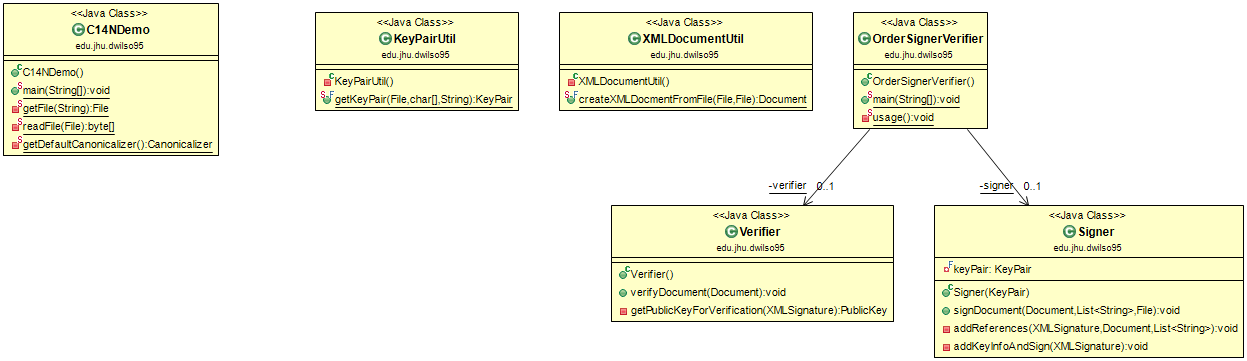 <<Java Class>>
C14NDemo
edu.jhu.dwilso95
C14NDemo()
main(String[]):void
getFile(String):File
readFile(File):byte[]
getDefaultCanonicalizer():Canonicalizer
<<Java Class>>
KeyPairUtil
edu.jhu.dwilso95
KeyPairUtil()
getKeyPair(File,char[],String):KeyPair
<<Java Class>>
XMLDocumentUtil
edu.jhu.dwilso95
XMLDocumentUtil()
createXMLDocmentFromFile(File,File):Document
<<Java Class>>
OrderSignerVerifier
edu.jhu.dwilso95
OrderSignerVerifier()
main(String[]):void
usage():void
-verifier 0..1
-signer 0..1
<<Java Class>>
Verifier
edu.jhu.dwilso95
Verifier()
verifyDocument(Document):void
getPublicKeyForVerification(XMLSignature):PublicKey
<<Java Class>>
Signer
edu.jhu.dwilso95
keyPair: KeyPair
Signer(KeyPair)
signDocument(Document,List<String>,File):void
addReferences(XMLSignature,Document,List<String>):void
addKeyInfoAndSign(XMLSignature):void